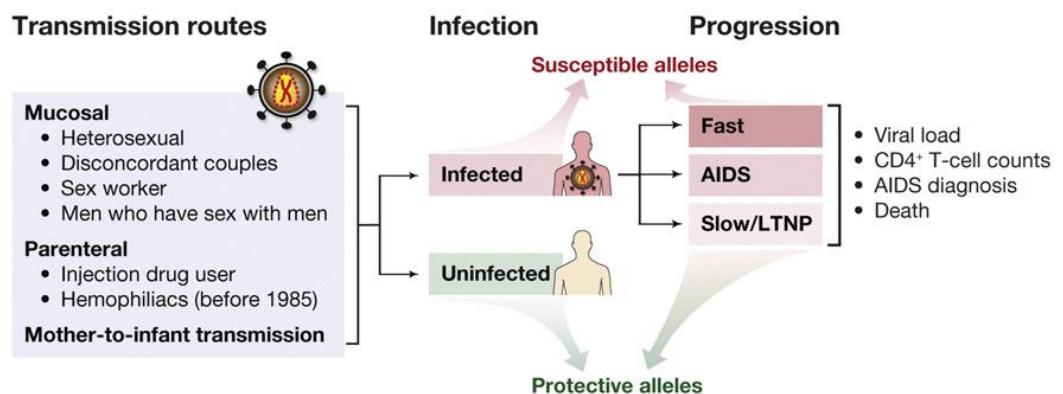 Transmission routes
Mucosal
• Heterosexual
• Disconcordant couples
• Sex worker
• Men who have sex with men
Parenteral
• Injection drug user
• Hemophiliacs (before 1985)
Mother-to-infant transmission
Infection
Susceptible alleles
Infected
Uninfected
Protective alleles
Progression
Fast
AIDS
Slow/LTNP
• Viral load
• CD4⁺ T-cell counts
• AIDS diagnosis
• Death